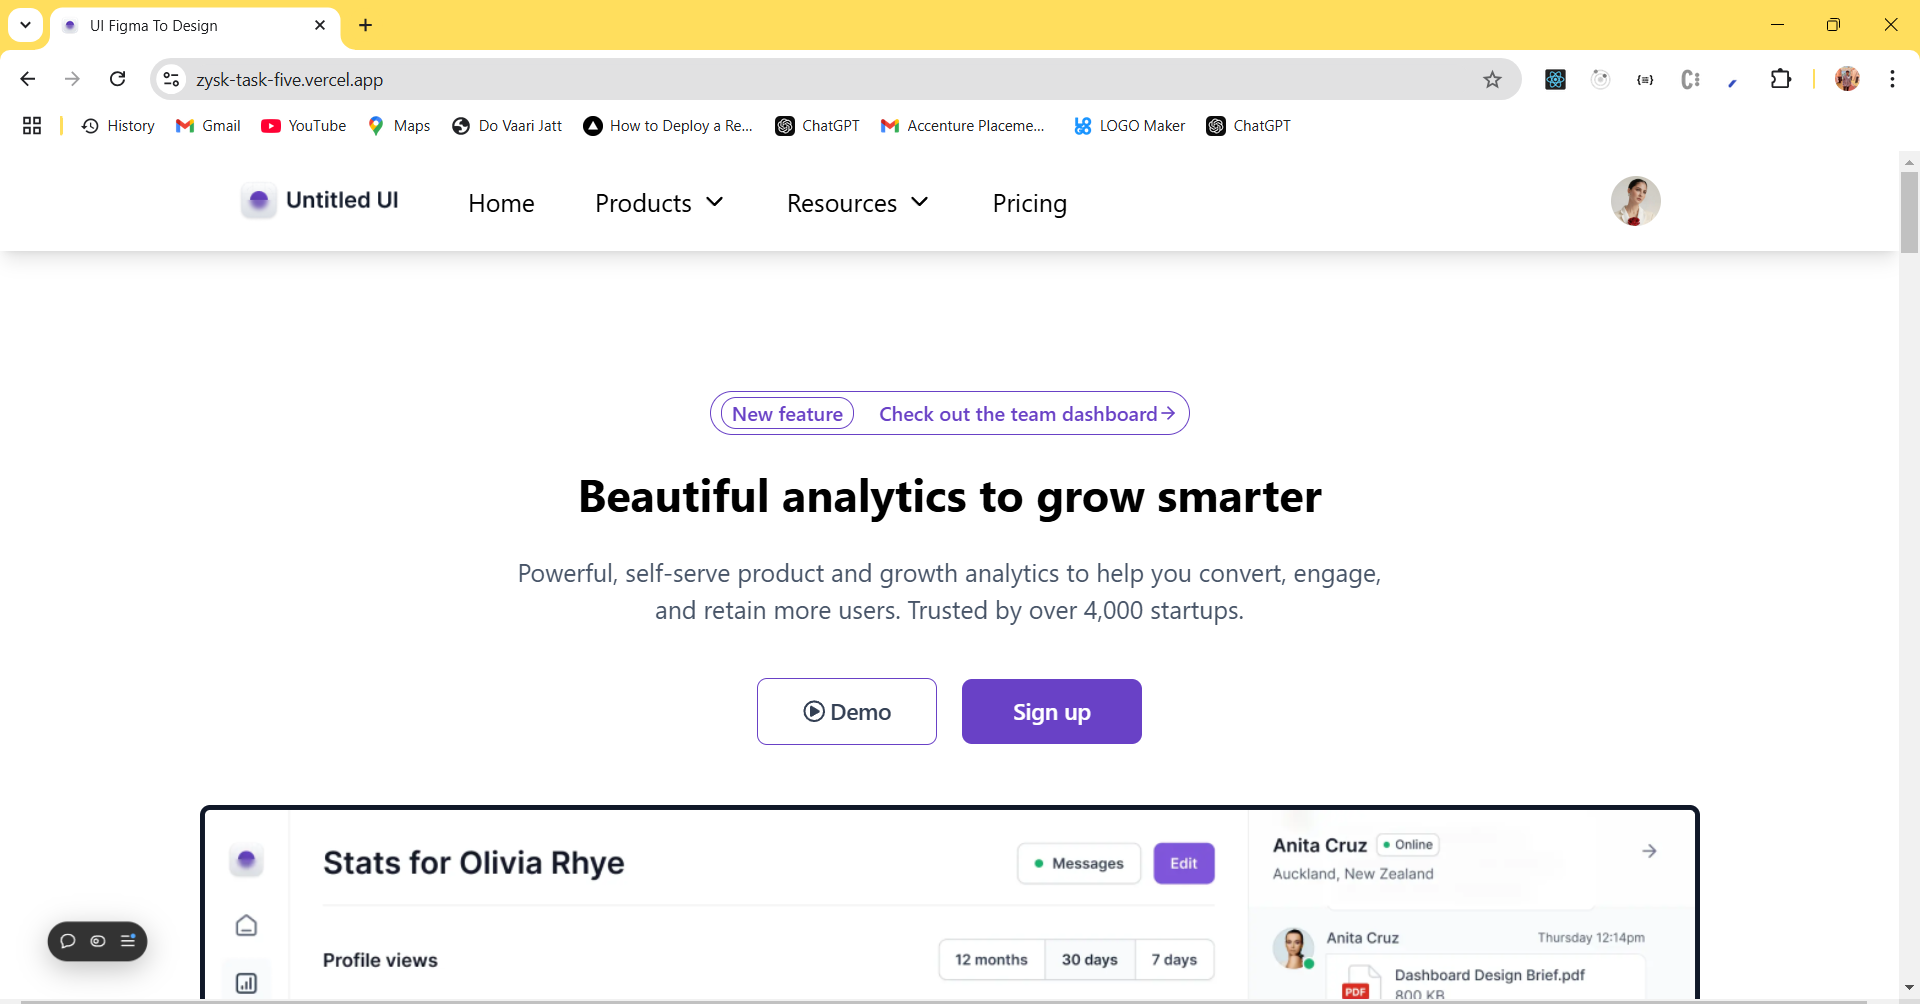 UI Figma To Design
zysk-task-five.vercel.app
History
Gmail
YouTube
Maps
Do Vaari Jatt
How to Deploy a Re...
ChatGPT
Accenture Placeme...
LOGO Maker
ChatGPT
Untitled UI
Home
Products
Resources
Pricing
New feature
Check out the team dashboard→
Beautiful analytics to grow smarter
Powerful, self-serve product and growth analytics to help you convert, engage,
and retain more users. Trusted by over 4,000 startups.
Demo
Sign up
Stats for Olivia Rhye
Messages
Edit
Profile views
12 months
30 days
7 days
Anita Cruz
Online
Auckland, New Zealand
Anita Cruz
Thursday 12:14pm
PDF
Dashboard Design Brief.pdf
800 KB